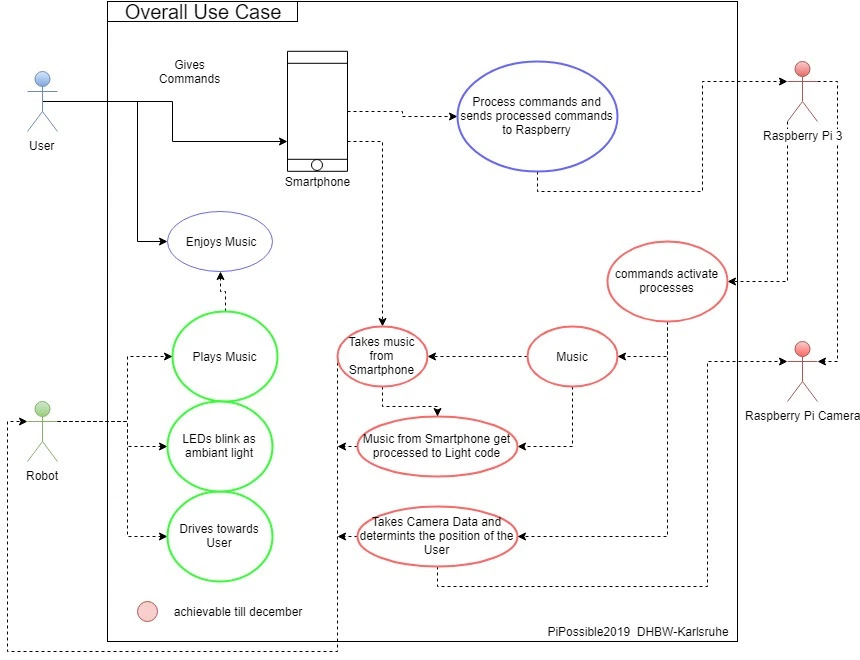 Overall Use Case
Gives
Commands
User
Smartphone
Process commands and
sends processed commands
to Raspberry
Raspberry Pi 3
Enjoys Music
commands activate
processes
Plays Music
Takes music
from
Smartphone
Music
Raspberry Pi Camera
LEDs blink as
ambiant light
Music from Smartphone get
processed to Light code
Robot
Drives towards
User
Takes Camera Data and
determints the position of the
User
achievable till december
PiPossible2019 DHBW-Karlsruhe